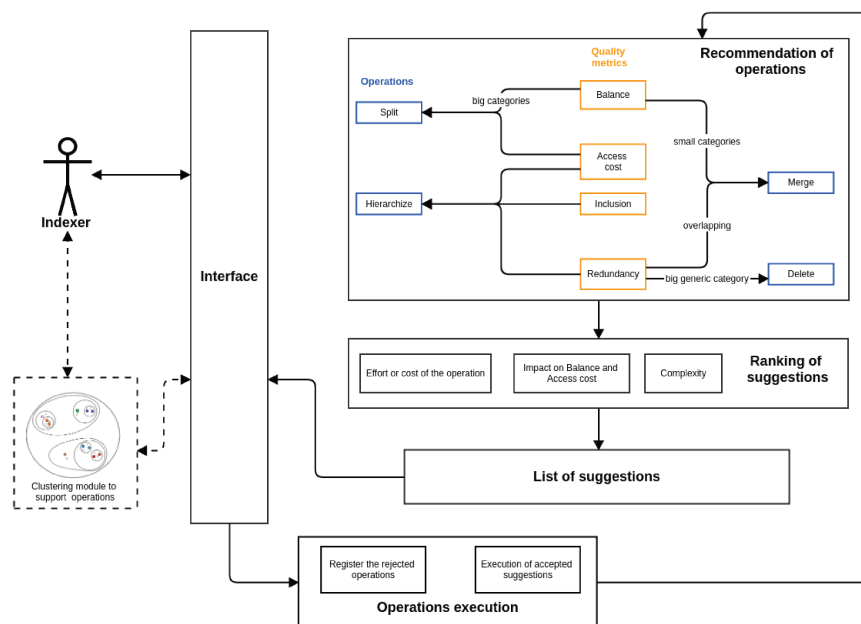 Recommendation of
operations
Quality
metrics
Operations
Balance
big categories
Split
small categories
Access
cost
Merge
Hierarchize
Inclusion
overlapping
Redundancy
big generic category
Delete
Indexer
Interface
Effort or cost of the operation
Impact on Balance and
Access cost
Complexity
Ranking of
suggestions
List of suggestions
Clustering module to
support operations
Register the rejected
operations
Execution of accepted
suggestions
Operations execution